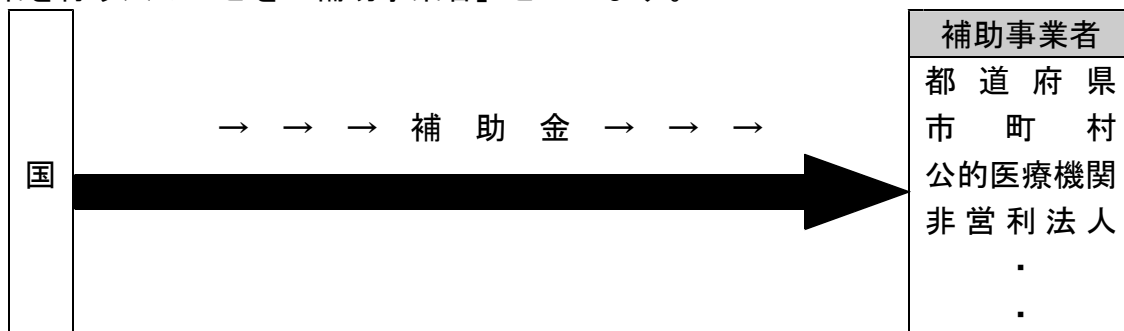 補助事業者
都道府県
→ → → 補助金 → → →
市町村
国
公的医療機関
非営利法人
・
・